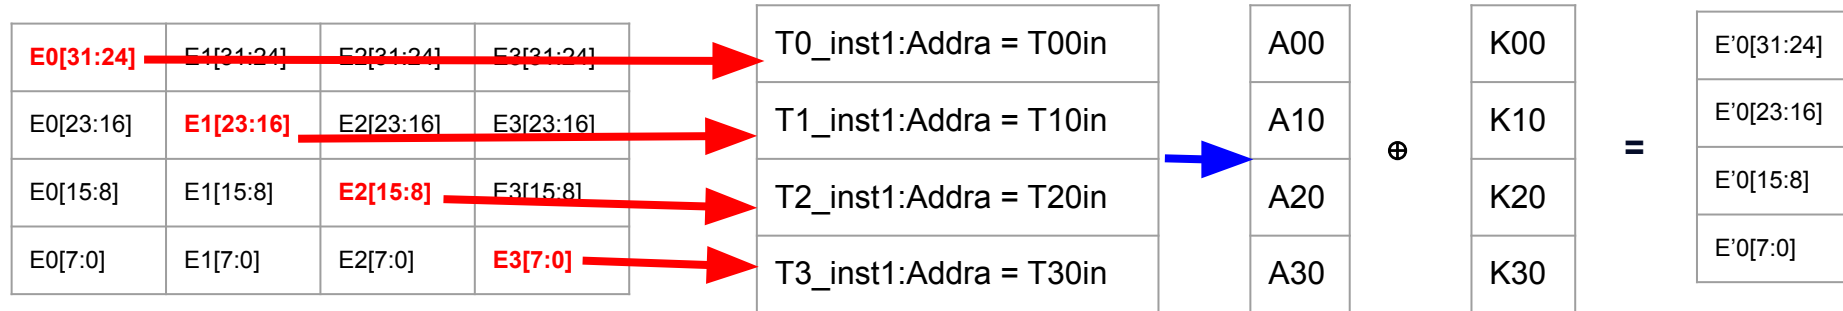 E0[31:24] E1[31:24] E2[31:24] E3[31:24] T0_inst1:Addra = T00in A00 K00 E'0[31:24]
E0[23:16] E1[23:16] E2[23:16] E3[23:16] T1_inst1:Addra = T10in A10 K10 E'0[23:16]
⊕ =
E0[15:8] E1[15:8] E2[15:8] E3[15:8] T2_inst1:Addra = T20in A20 K20 E'0[15:8]
E0[7:0] E1[7:0] E2[7:0] E3[7:0] T3_inst1:Addra = T30in A30 K30 E'0[7:0]